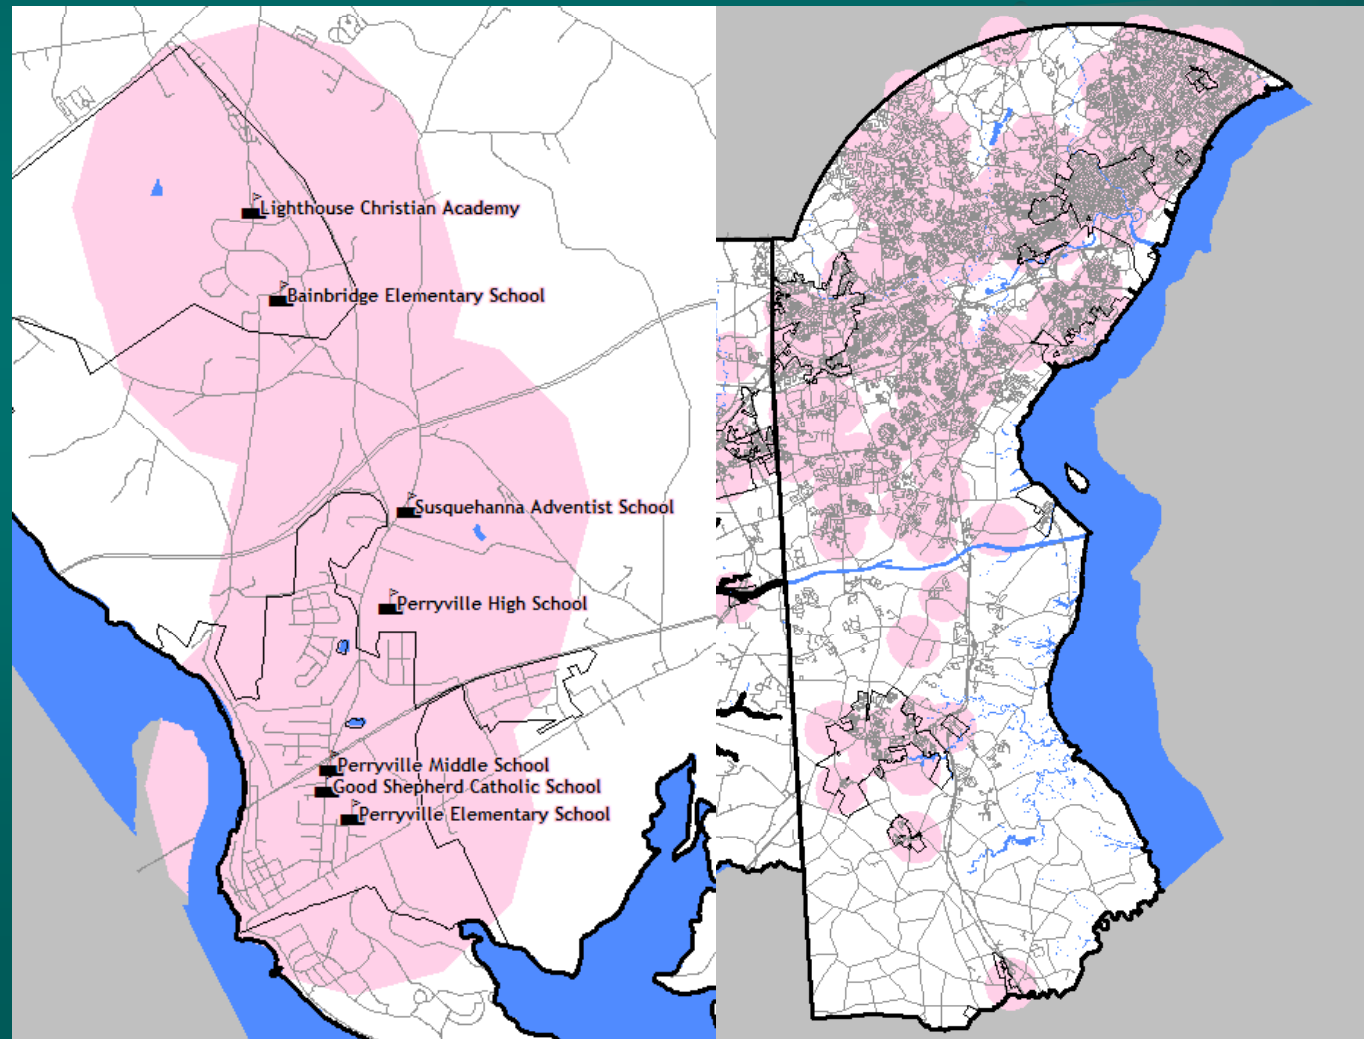 Lighthouse Christian Academy
Bainbridge Elementary School
Susquehanna Adventist School
Perryville High School
Perryville Middle School
Good Shepherd Catholic School
Perryville Elementary School